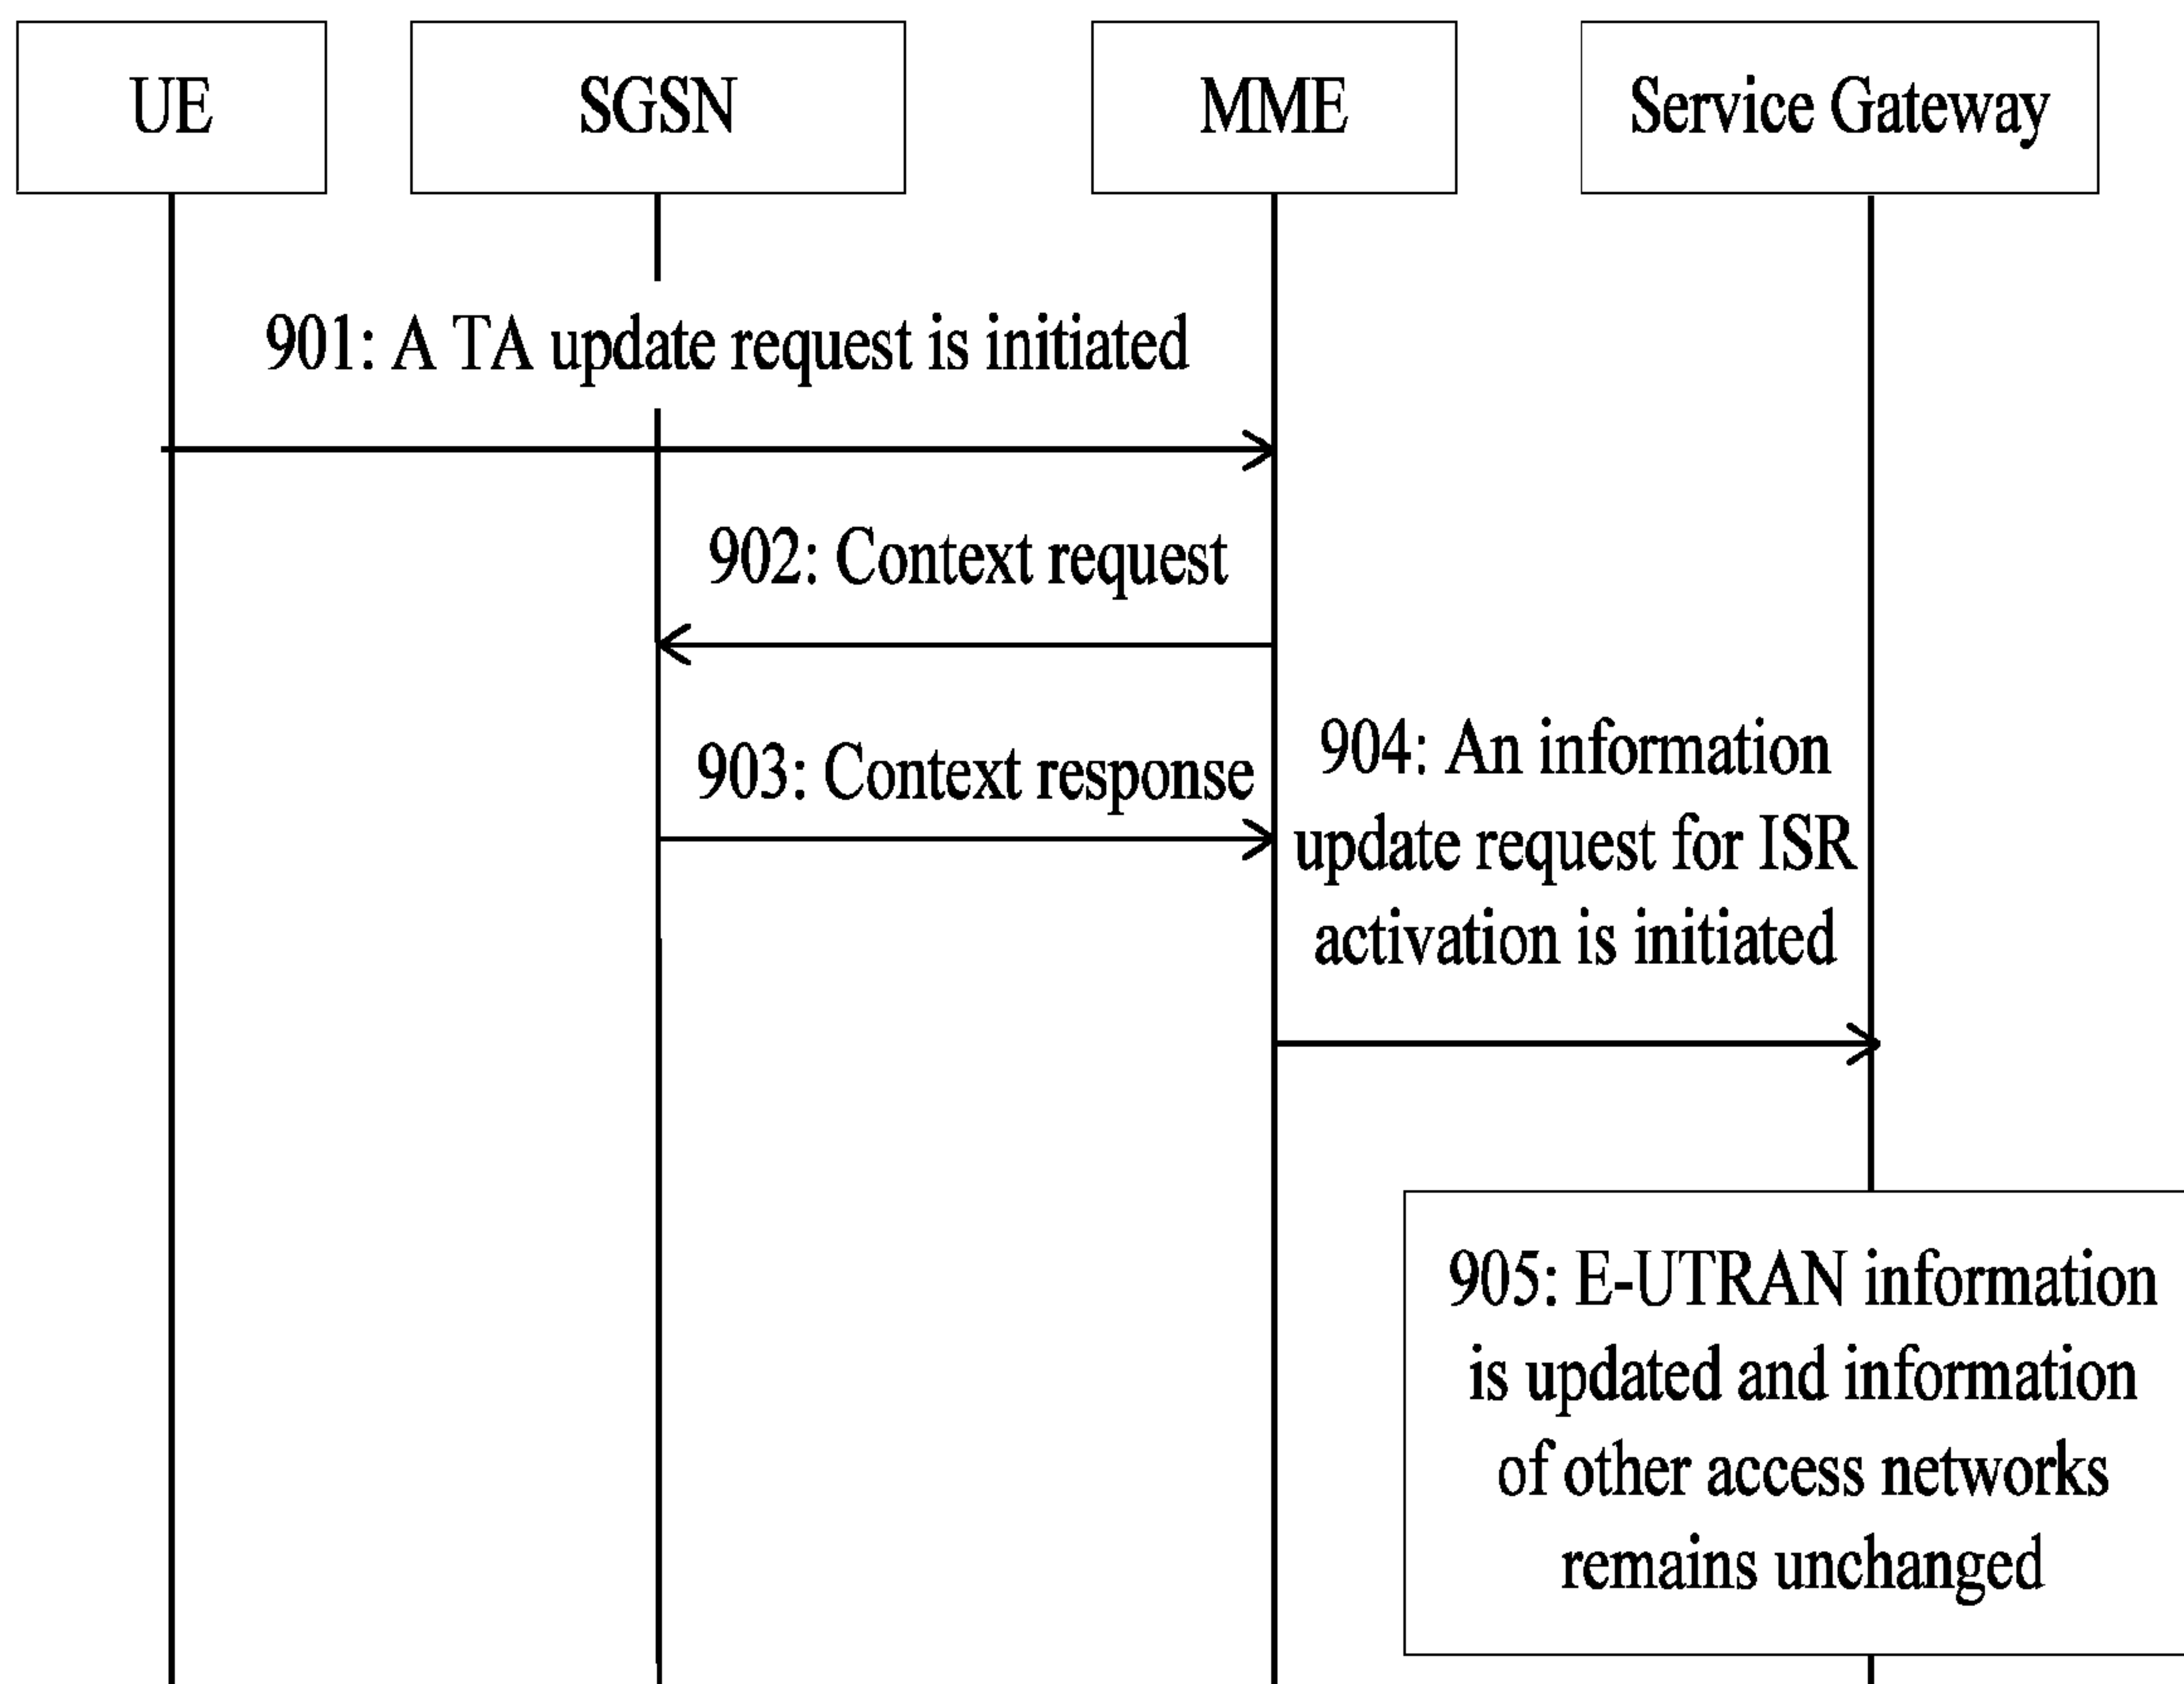 UE
SGSN
MME
Service Gateway
901: A TA update request is initiated
902: Context request
903: Context response
904: An information
update request for ISR
activation is initiated
905: E-UTRAN information
is updated and information
of other access networks
remains unchanged